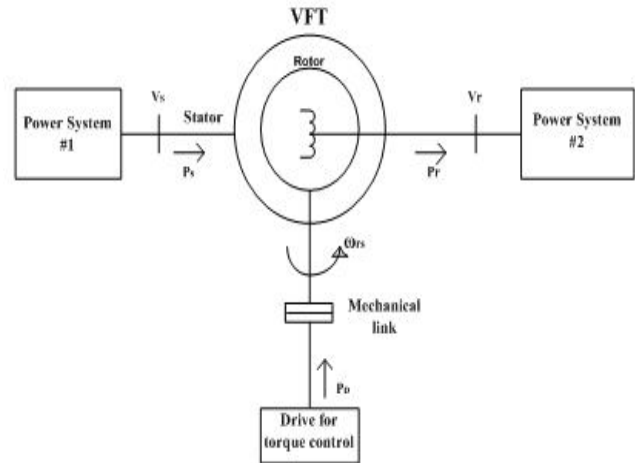 VFT
Rotor
Power System
#1
Vs
Stator
Ps
Vr
Pr
Power System
#2
ωrs
Mechanical
link
PD
Drive for
torque control